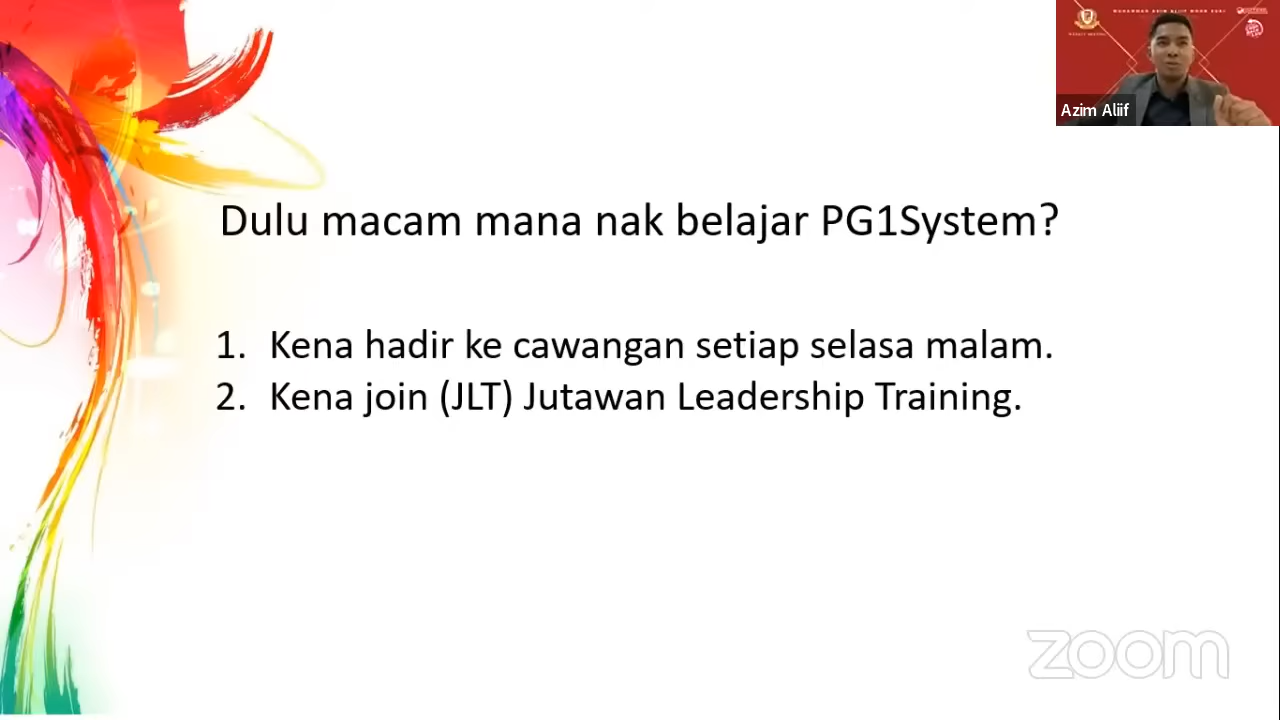 Azim Aliif
Dulu macam mana nak belajar PG1System?
1. Kena hadir ke cawangan setiap selasa malam.
2. Kena join (JLT) Jutawan Leadership Training.
zoom